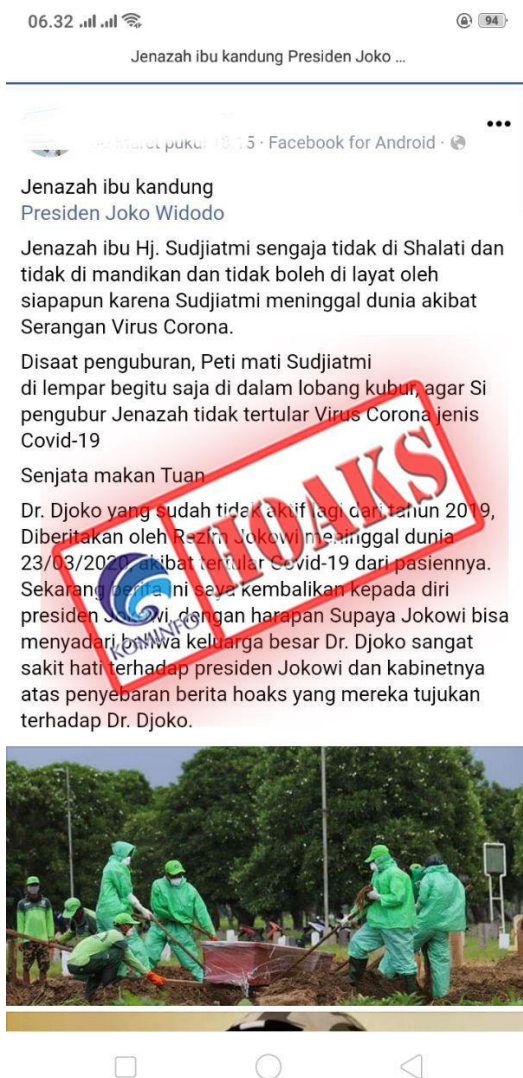 06.32
94
Jenazah ibu kandung Presiden Joko ...
Maret pukul 5 · Facebook for Android ·
Jenazah ibu kandung
Presiden Joko Widodo
Jenazah ibu Hj. Sudjiatmi sengaja tidak di Shalati dan
tidak di mandikan dan tidak boleh di layat oleh
siapapun karena Sudjiatmi meninggal dunia akibat
Serangan Virus Corona.
Disaat penguburan, Peti mati Sudjiatmi
di lempar begitu saja di dalam lobang kubur, agar Si
pengubur Jenazah tidak tertular Virus Corona jenis
Covid-19
Senjata makan Tuan
Dr. Djoko yang sudah tidak aktif lagi dari tahun 2019,
Diberitakan oleh Rezim Jokowi meninggal dunia
23/03/2020, akibat tertular Covid-19 dari pasiennya.
Sekarang berita ini saya kembalikan kepada diri
presiden Jokowi, dengan harapan Supaya Jokowi bisa
menyadari bahwa keluarga besar Dr. Djoko sangat
sakit hati terhadap presiden Jokowi dan kabinetnya
atas penyebaran berita hoaks yang mereka tujukan
terhadap Dr. Djoko.
HOAKS
KOMINFO